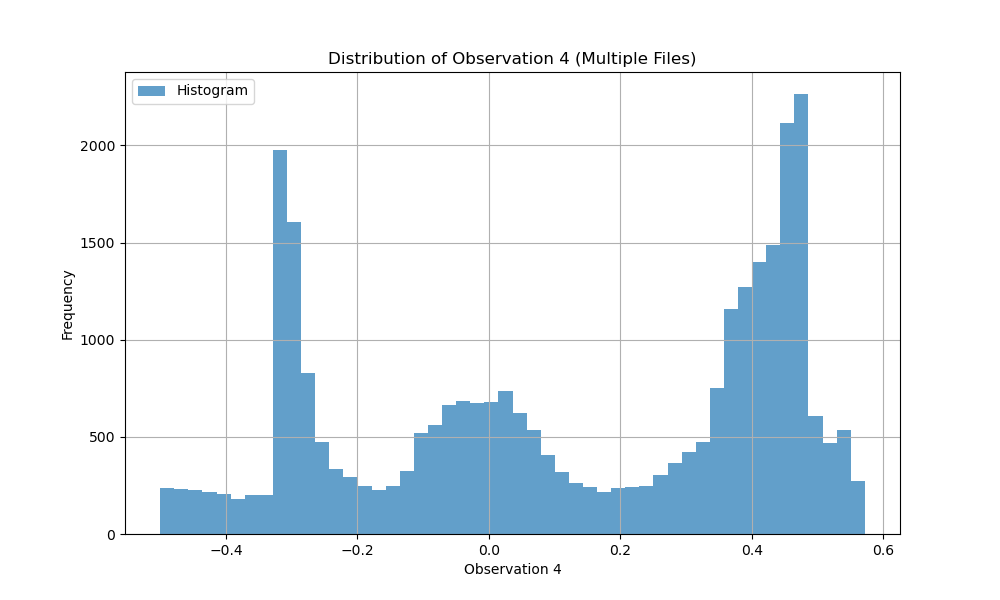 Distribution of Observation 4 (Multiple Files)
Histogram
2000
1500
1000
500
0
Frequency
−0.4
−0.2
0.0
0.2
0.4
0.6
Observation 4